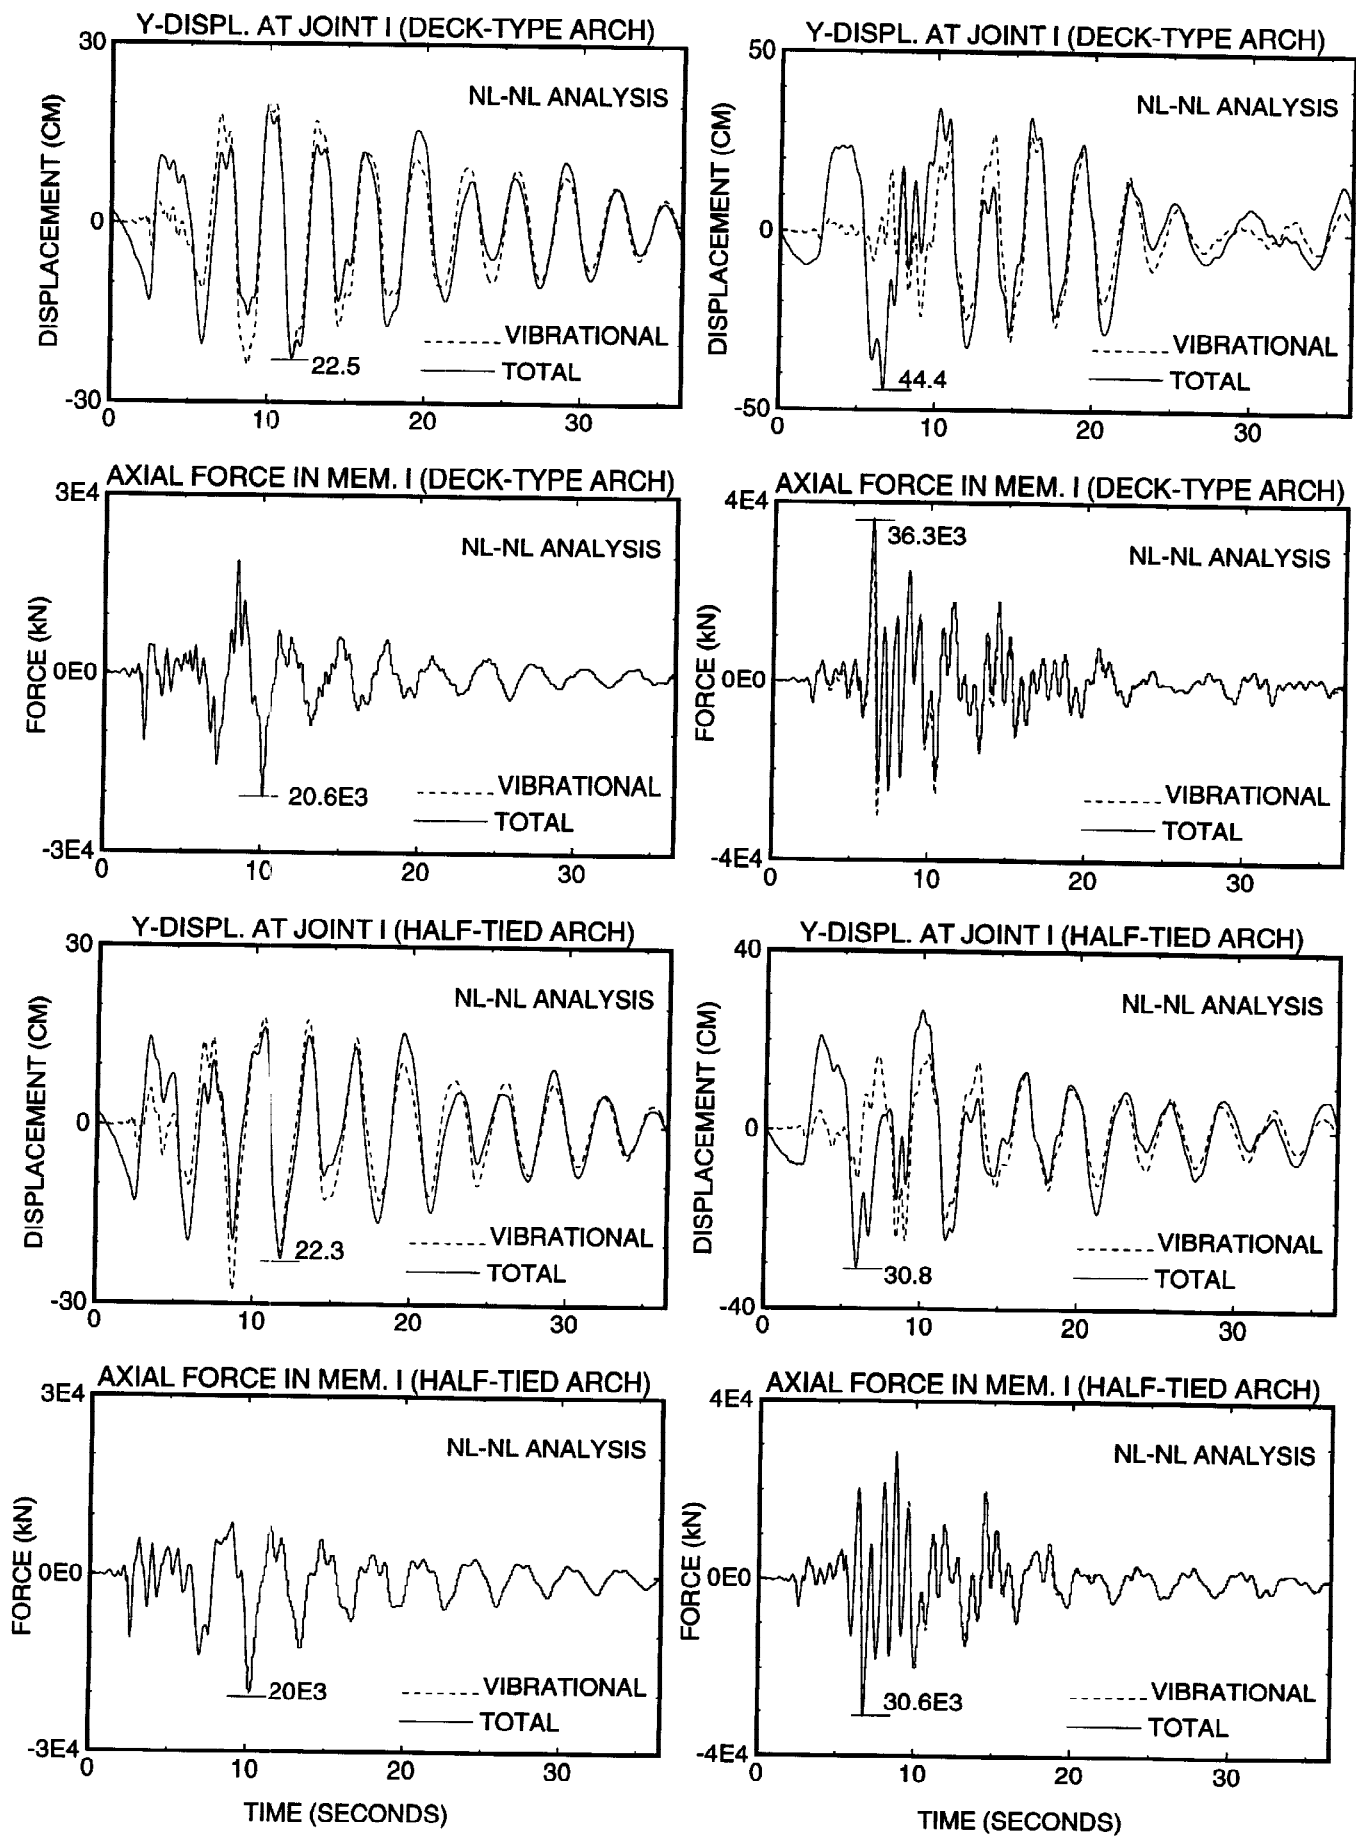 Y-DISPL. AT JOINT I (DECK-TYPE ARCH)
30
NL-NL ANALYSIS
DISPLACEMENT (CM)
0
VIBRATIONAL
22.5
TOTAL
-30
0 10 20 30
Y-DISPL. AT JOINT I (DECK-TYPE ARCH)
50
NL-NL ANALYSIS
DISPLACEMENT (CM)
0
VIBRATIONAL
44.4
TOTAL
-50
0 10 20 30
AXIAL FORCE IN MEM. I (DECK-TYPE ARCH)
3E4
NL-NL ANALYSIS
FORCE (kN)
0E0
VIBRATIONAL
20.6E3
TOTAL
-3E4
0 10 20 30
AXIAL FORCE IN MEM. I (DECK-TYPE ARCH)
4E4
36.3E3
NL-NL ANALYSIS
FORCE (kN)
0E0
VIBRATIONAL
TOTAL
-4E4
0 10 20 30
Y-DISPL. AT JOINT I (HALF-TIED ARCH)
30
NL-NL ANALYSIS
DISPLACEMENT (CM)
0
VIBRATIONAL
22.3
TOTAL
-30
0 10 20 30
Y-DISPL. AT JOINT I (HALF-TIED ARCH)
40
NL-NL ANALYSIS
DISPLACEMENT (CM)
0
VIBRATIONAL
30.8
TOTAL
-40
0 10 20 30
AXIAL FORCE IN MEM. I (HALF-TIED ARCH)
3E4
NL-NL ANALYSIS
FORCE (kN)
0E0
VIBRATIONAL
20E3
TOTAL
-3E4
0 10 20 30
TIME (SECONDS)
AXIAL FORCE IN MEM. I (HALF-TIED ARCH)
4E4
NL-NL ANALYSIS
FORCE (kN)
0E0
VIBRATIONAL
30.6E3
TOTAL
-4E4
0 10 20 30
TIME (SECONDS)